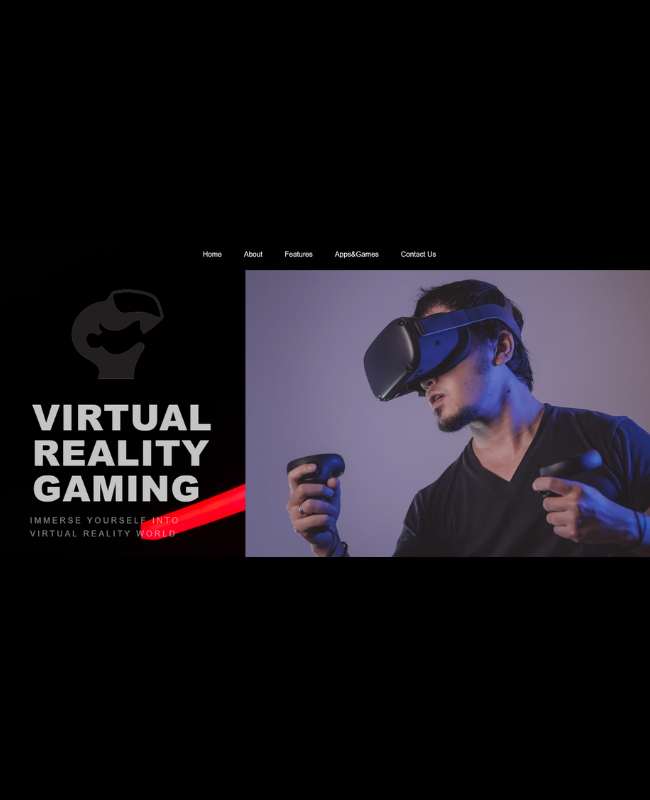 Home About Features Apps&Games Contact Us
VIRTUAL
REALITY
GAMING
IMMERSE YOURSELF INTO
VIRTUAL REALITY WORLD